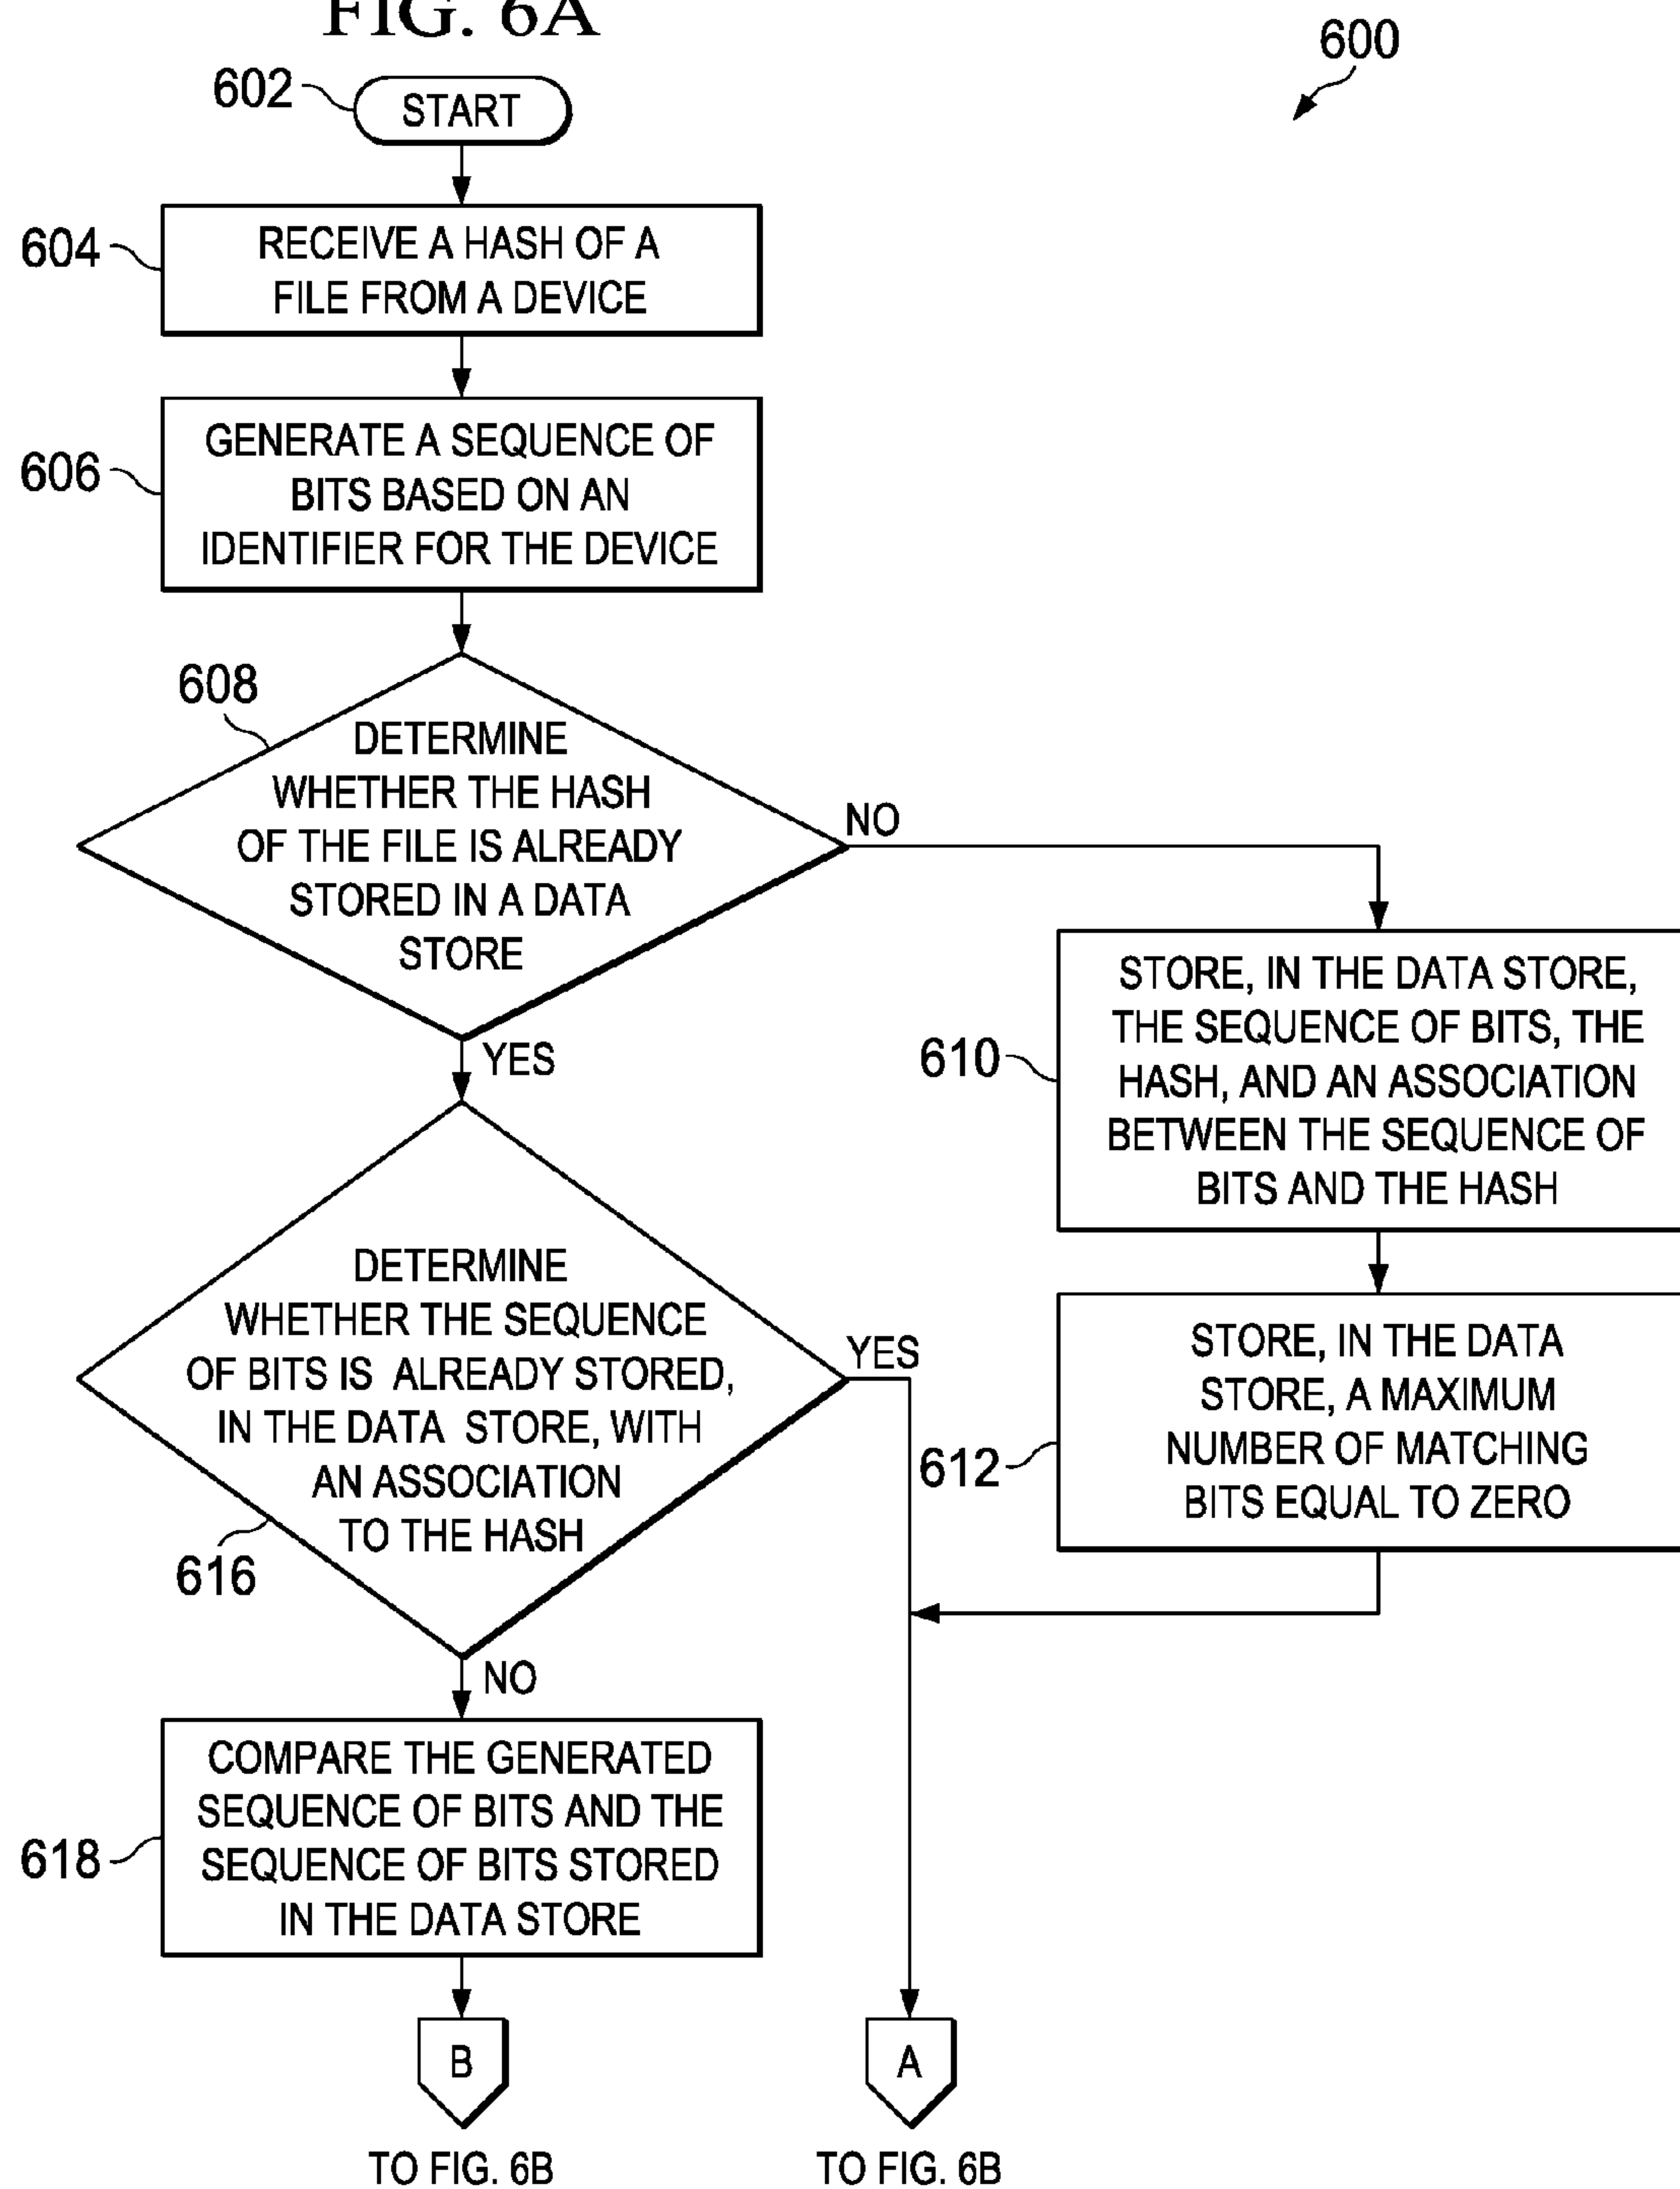 FIG. 6A
600
602
START
604
RECEIVE A HASH OF A
FILE FROM A DEVICE
606
GENERATE A SEQUENCE OF
BITS BASED ON AN
IDENTIFIER FOR THE DEVICE
608
DETERMINE
WHETHER THE HASH
OF THE FILE IS ALREADY
STORED IN A DATA
STORE
NO
YES
610
STORE, IN THE DATA STORE,
THE SEQUENCE OF BITS, THE
HASH, AND AN ASSOCIATION
BETWEEN THE SEQUENCE OF
BITS AND THE HASH
612
STORE, IN THE DATA
STORE, A MAXIMUM
NUMBER OF MATCHING
BITS EQUAL TO ZERO
DETERMINE
WHETHER THE SEQUENCE
OF BITS IS ALREADY STORED,
IN THE DATA STORE, WITH
AN ASSOCIATION
TO THE HASH
616
YES
NO
618
COMPARE THE GENERATED
SEQUENCE OF BITS AND THE
SEQUENCE OF BITS STORED
IN THE DATA STORE
B
TO FIG. 6B
A
TO FIG. 6B